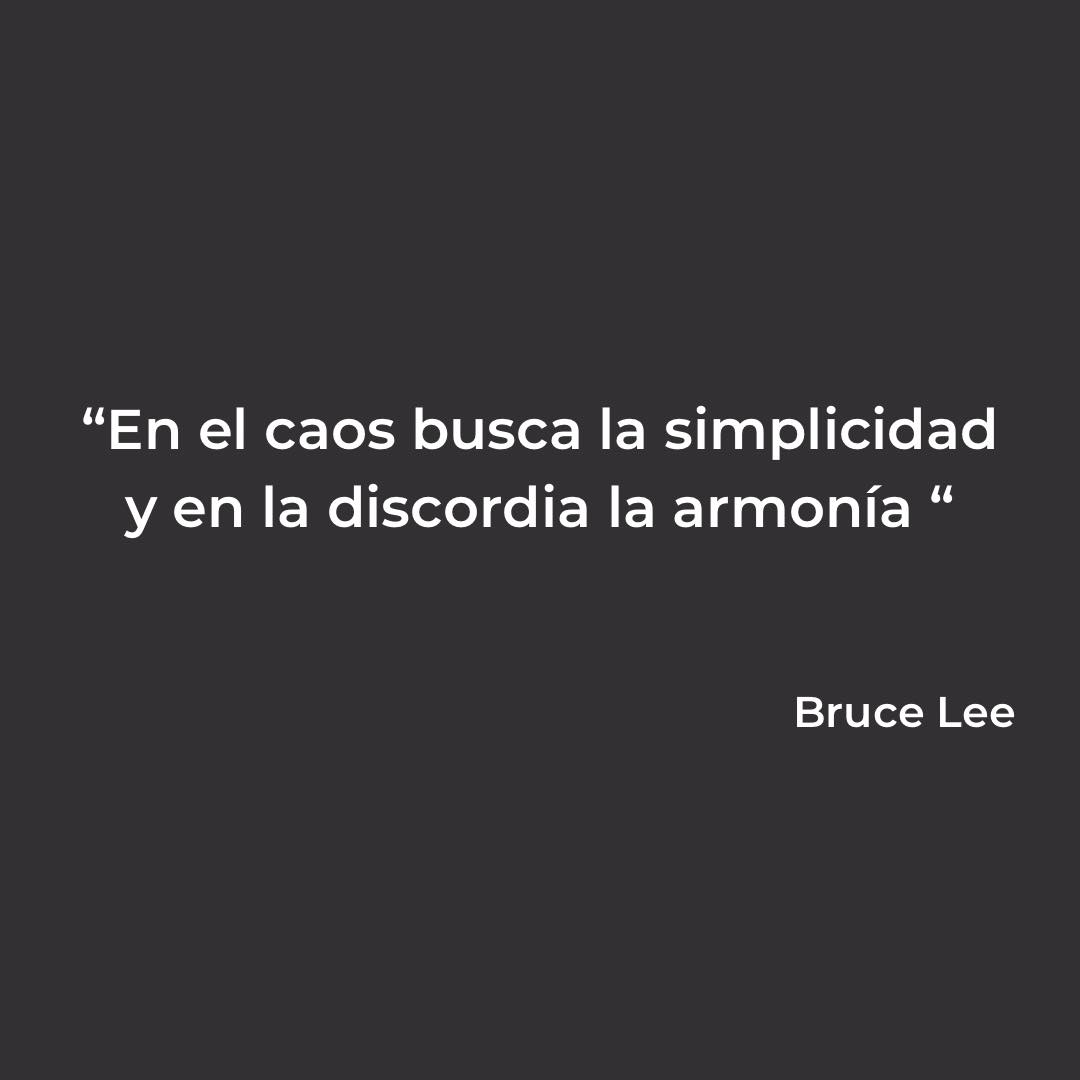 “En el caos busca la simplicidad
y en la discordia la armonía “
Bruce Lee